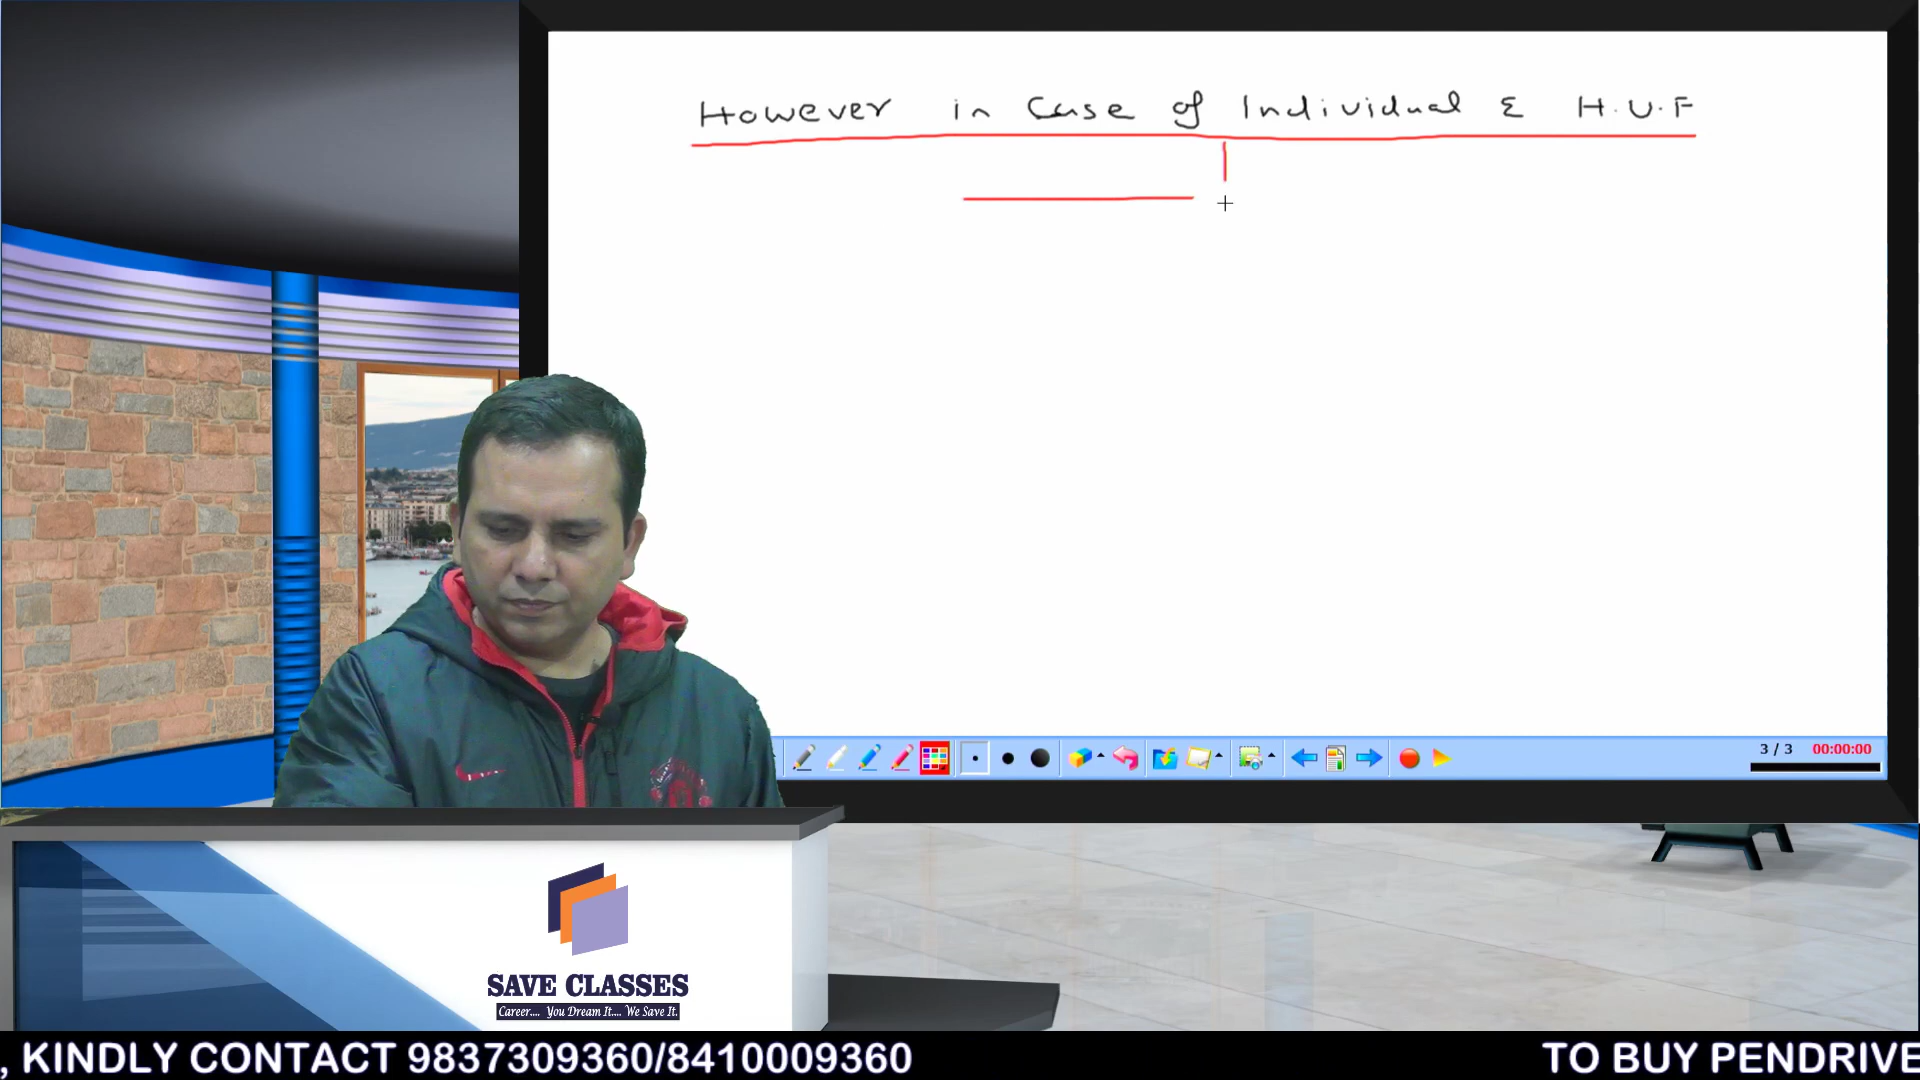 However in Case of Individual & H.U.F
3 / 3 00:00:00
SAVE CLASSES
Career.... You Dream It.... We Save It.
, KINDLY CONTACT 9837309360/8410009360 TO BUY PENDRIVE